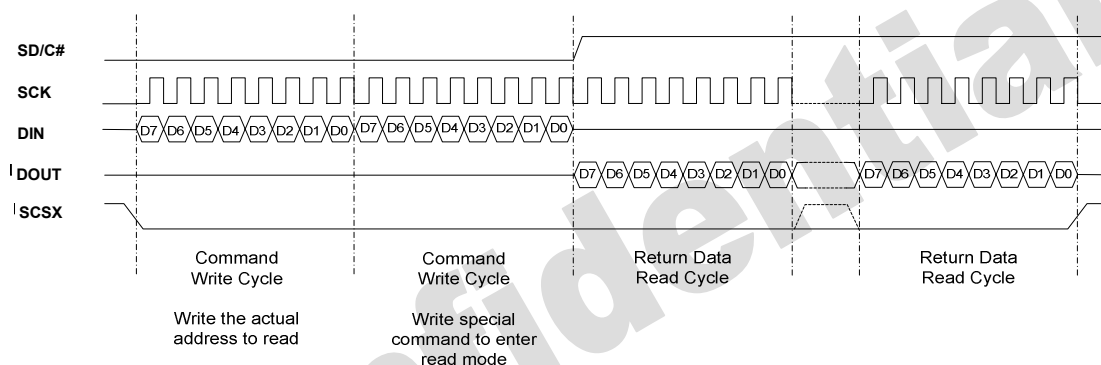 SD/C#
SCK
DIN D7 D6 D5 D4 D3 D2 D1 D0 D7 D6 D5 D4 D3 D2 D1 D0
DOUT D7 D6 D5 D4 D3 D2 D1 D0 D7 D6 D5 D4 D3 D2 D1 D0
SCSX
Command
Write Cycle
Command
Write Cycle
Return Data
Read Cycle
Return Data
Read Cycle
Write the actual
address to read
Write special
command to enter
read mode
nfidential